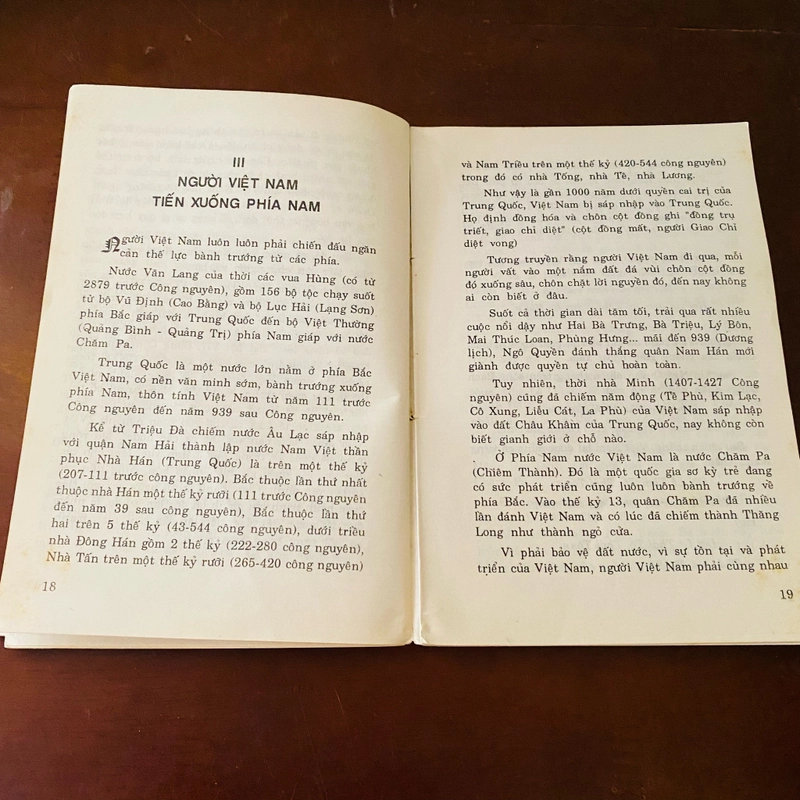 III
NGƯỜI VIỆT NAM
TIẾN XUỐNG PHÍA NAM
Người Việt Nam luôn luôn phải chiến đấu ngăn
cản thế lực bành trướng từ các phía.
Nước Văn Lang của thời các vua Hùng (có từ
2879 trước Công nguyên), gồm 156 bộ tộc chạy suốt
từ bộ Vũ Định (Cao Bằng) và bộ Lục Hải (Lạng Sơn)
phía Bắc giáp với Trung Quốc đến bộ Việt Thường
(Quảng Bình - Quảng Trị) phía Nam giáp với nước
Chăm Pa.
Trung Quốc là một nước lớn nằm ở phía Bắc
Việt Nam, có nền văn minh sớm, bành trướng xuống
phía Nam, thôn tính Việt Nam từ năm 111 trước
Công nguyên đến năm 939 sau Công nguyên.
Kể từ Triệu Đà chiếm nước Âu Lạc sáp nhập
với quận Nam Hải thành lập nước Nam Việt thần
phục Nhà Hán (Trung Quốc) là trên một thế kỷ
(207-111 trước công nguyên). Bắc thuộc lần thứ nhất
thuộc nhà Hán một thế kỷ rưỡi (111 trước Công nguyên
đến năm 39 sau công nguyên), Bắc thuộc lần thứ
hai trên 5 thế kỷ (43-544 công nguyên), dưới triều
nhà Đông Hán gồm 2 thế kỷ (222-280 công nguyên),
Nhà Tấn trên một thế kỷ rưỡi (265-420 công nguyên)
18
và Nam Triều trên một thế kỷ (420-544 công nguyên)
trong đó có nhà Tống, nhà Tề, nhà Lương.
Như vậy là gần 1000 năm dưới quyền cai trị của
Trung Quốc, Việt Nam bị sáp nhập vào Trung Quốc.
Họ định đồng hóa và chôn cột đồng ghi "đồng trụ
triết, giao chỉ diệt" (cột đồng mất, người Giao Chỉ
diệt vong)
Tương truyền rằng người Việt Nam đi qua, mỗi
người vất vào một nắm đất đá vùi chôn cột đồng
đó xuống sâu, chôn chặt lời nguyền đó, đến nay không
ai còn biết ở đâu.
Suốt cả thời gian dài tăm tối, trải qua rất nhiều
cuộc nổi dậy như Hai Bà Trưng, Bà Triệu, Lý Bôn,
Mai Thúc Loan, Phùng Hưng... mãi đến 939 (Dương
lịch), Ngô Quyền đánh thắng quân Nam Hán mới
giành được quyền tự chủ hoàn toàn.
Tuy nhiên, thời nhà Minh (1407-1427 Công
nguyên) cũng đã chiếm năm động (Tê Phù, Kim Lạc,
Cô Xung, Liễu Cát, La Phù) của Việt Nam sáp nhập
vào đất Châu Khâm của Trung Quốc, nay không còn
biết gianh giới ở chỗ nào.
Ở Phía Nam nước Việt Nam là nước Chăm Pa
(Chiêm Thành). Đó là một quốc gia sơ kỳ trẻ đang
có sức phát triển cũng luôn luôn bành trướng về
phía Bắc. Vào thế kỷ 13, quân Chăm Pa đã nhiều
lần đánh Việt Nam và có lúc đã chiếm thành Thăng
Long như thành ngỏ cửa.
Vì phải bảo vệ đất nước, vì sự tồn tại và phát
triển của Việt Nam, người Việt Nam phải cùng nhau
19